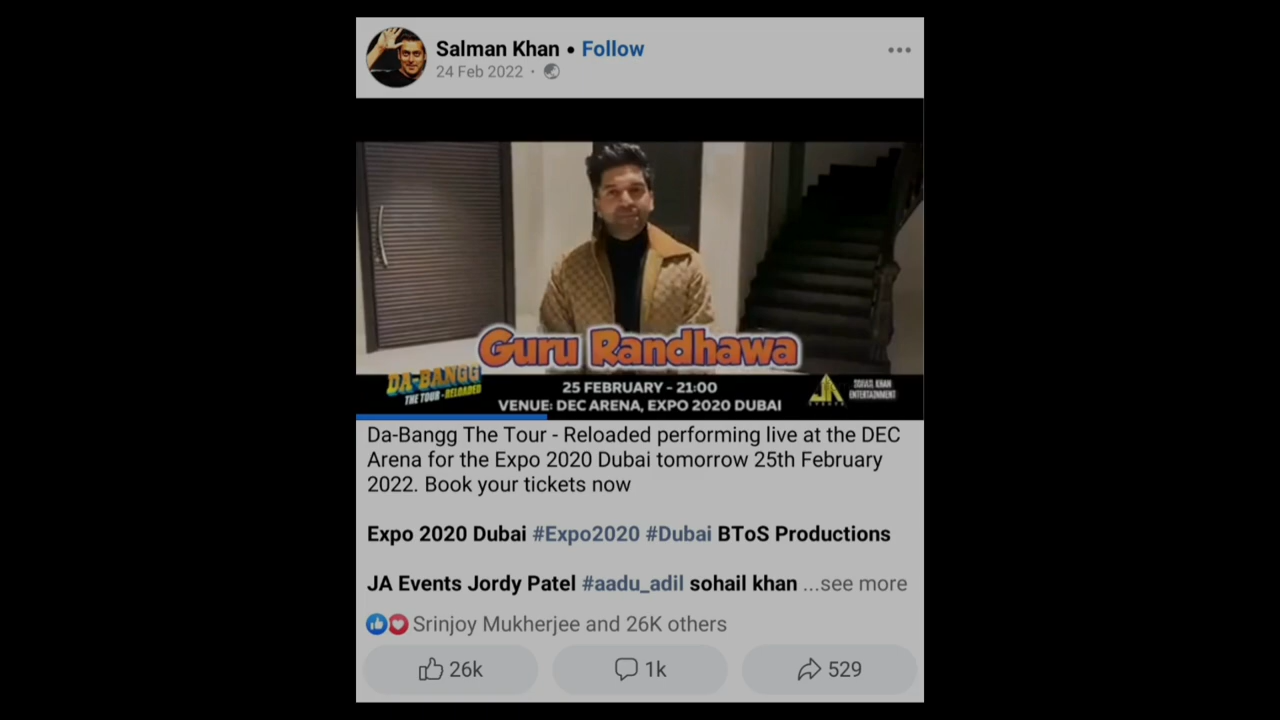 Salman Khan • Follow
24 Feb 2022 ·
Guru Randhawa
DA-BANGG
THE TOUR - RELOADED
25 FEBRUARY - 21:00
VENUE: DEC ARENA, EXPO 2020 DUBAI
JA
EVENTS
SOHAIL KHAN
ENTERTAINMENT
Da-Bangg The Tour - Reloaded performing live at the DEC
Arena for the Expo 2020 Dubai tomorrow 25th February
2022. Book your tickets now
Expo 2020 Dubai #Expo2020 #Dubai BToS Productions
JA Events Jordy Patel #aadu_adil sohail khan ...see more
Srinjoy Mukherjee and 26K others
26k
1k
529